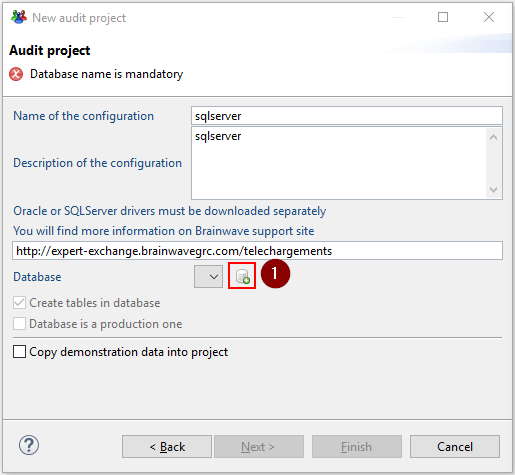 New audit project
Audit project
Database name is mandatory
Name of the configuration
sqlserver
Description of the configuration
sqlserver
Oracle or SQLServer drivers must be downloaded separately
You will find more information on Brainwave support site
http://expert-exchange.brainwavegrc.com/telechargements
Database
1
Create tables in database
Database is a production one
Copy demonstration data into project
?
< Back
Next >
Finish
Cancel